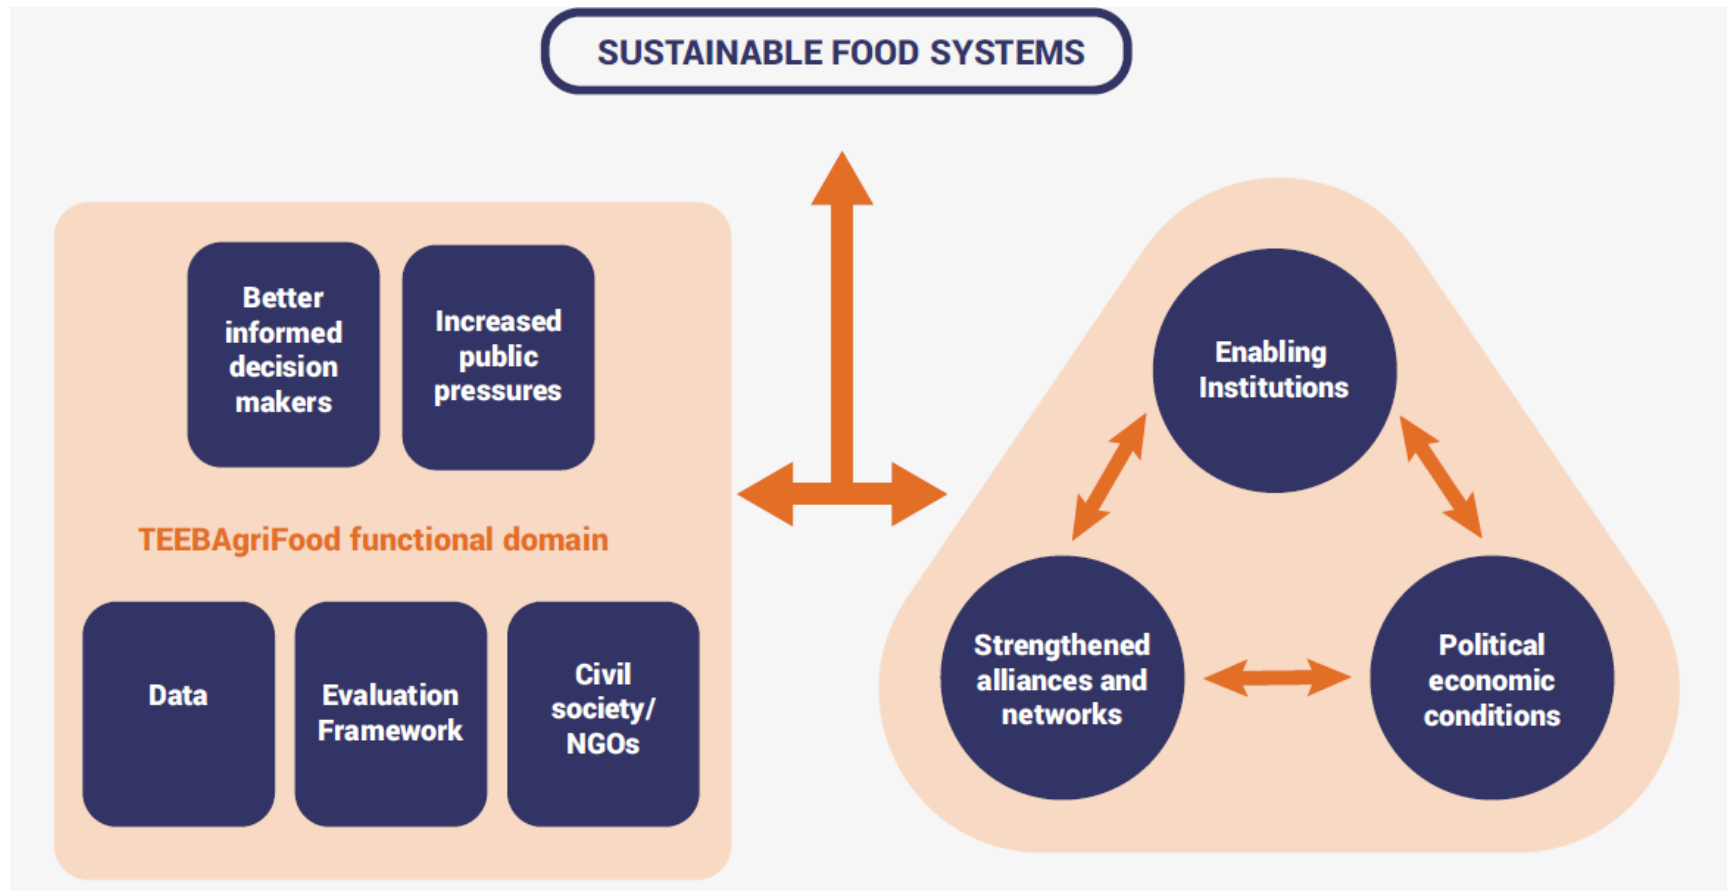 SUSTAINABLE FOOD SYSTEMS
Better
informed
decision
makers
Increased
public
pressures
TEEBAgriFood functional domain
Data
Evaluation
Framework
Civil
society/
NGOs
Enabling
Institutions
Strengthened
alliances and
networks
Political
economic
conditions